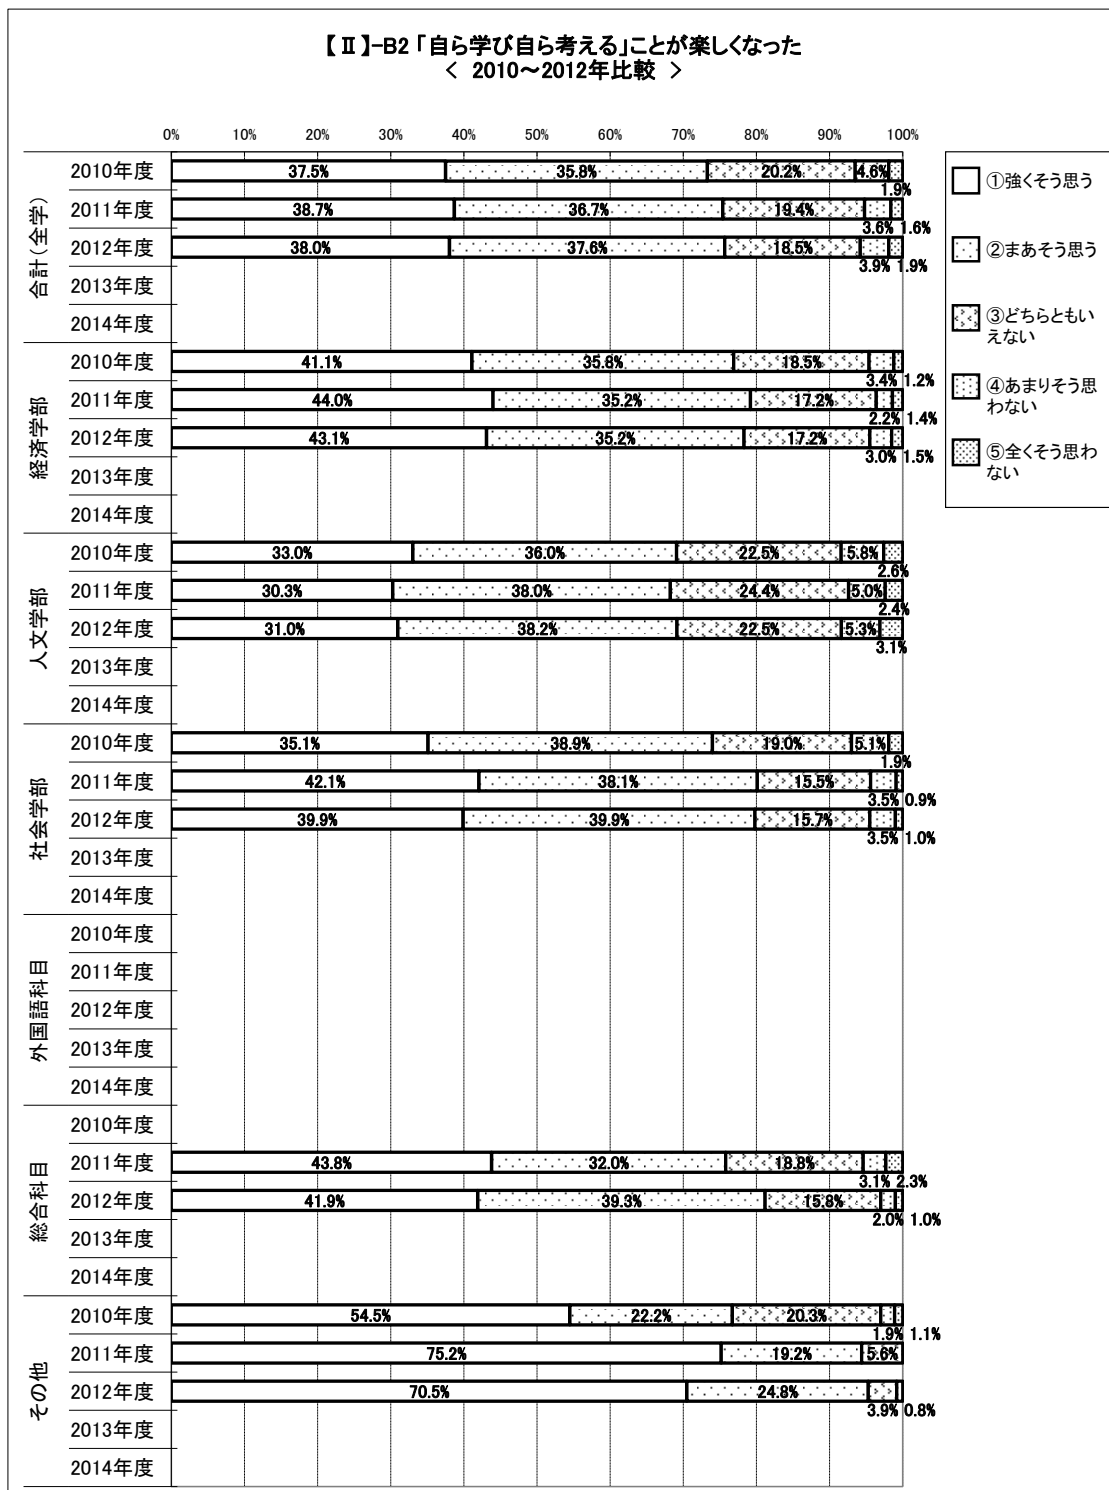 【Ⅱ】-B2 「自ら学び自ら考える」ことが楽しくなった
＜ 2010～2012年比較 ＞
0% 10% 20% 30% 40% 50% 60% 70% 80% 90% 100%
合計（全学）
2010年度 37.5% 35.8% 20.2% 4.6% 1.9%
2011年度 38.7% 36.7% 19.4% 3.6% 1.6%
2012年度 38.0% 37.6% 18.5% 3.9% 1.9%
2013年度
2014年度
経済学部
2010年度 41.1% 35.8% 18.5% 3.4% 1.2%
2011年度 44.0% 35.2% 17.2% 2.2% 1.4%
2012年度 43.1% 35.2% 17.2% 3.0% 1.5%
2013年度
2014年度
人文学部
2010年度 33.0% 36.0% 22.5% 5.8% 2.6%
2011年度 30.3% 38.0% 24.4% 5.0% 2.4%
2012年度 31.0% 38.2% 22.5% 5.3% 3.1%
2013年度
2014年度
社会学部
2010年度 35.1% 38.9% 19.0% 5.1% 1.9%
2011年度 42.1% 38.1% 15.5% 3.5% 0.9%
2012年度 39.9% 39.9% 15.7% 3.5% 1.0%
2013年度
2014年度
外国語科目
2010年度
2011年度
2012年度
2013年度
2014年度
総合科目
2010年度
2011年度 43.8% 32.0% 18.8% 3.1% 2.3%
2012年度 41.9% 39.3% 15.8% 2.0% 1.0%
2013年度
2014年度
その他
2010年度 54.5% 22.2% 20.3% 1.9% 1.1%
2011年度 75.2% 19.2% 5.6%
2012年度 70.5% 24.8% 3.9% 0.8%
2013年度
2014年度
①強くそう思う
②まあそう思う
③どちらともい
えない
④あまりそう思
わない
⑤全くそう思わ
ない